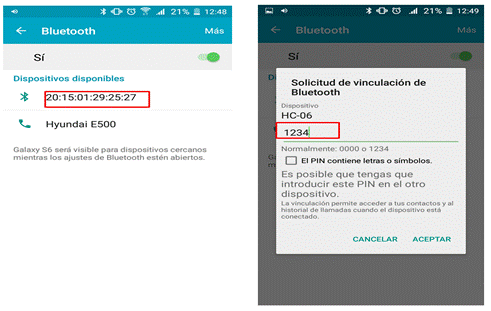 21% 12:48
Bluetooth
Más
Sí
Dispositivos disponibles
20:15:01:29:25:27
Hyundai E500
Galaxy S6 será visible para dispositivos cercanos
mientras los ajustes de Bluetooth estén abiertos.
21% 12:49
Bluetooth
Más
Sí
Solicitud de vinculación de
Bluetooth
Dispositivo
HC-06
1234
Normalmente: 0000 o 1234
El PIN contiene letras o símbolos.
Es posible que tengas que
introducir este PIN en el otro
dispositivo.
La vinculación permite acceder a tus contactos y al
historial de llamadas cuando el dispositivo está
conectado.
CANCELAR
ACEPTAR